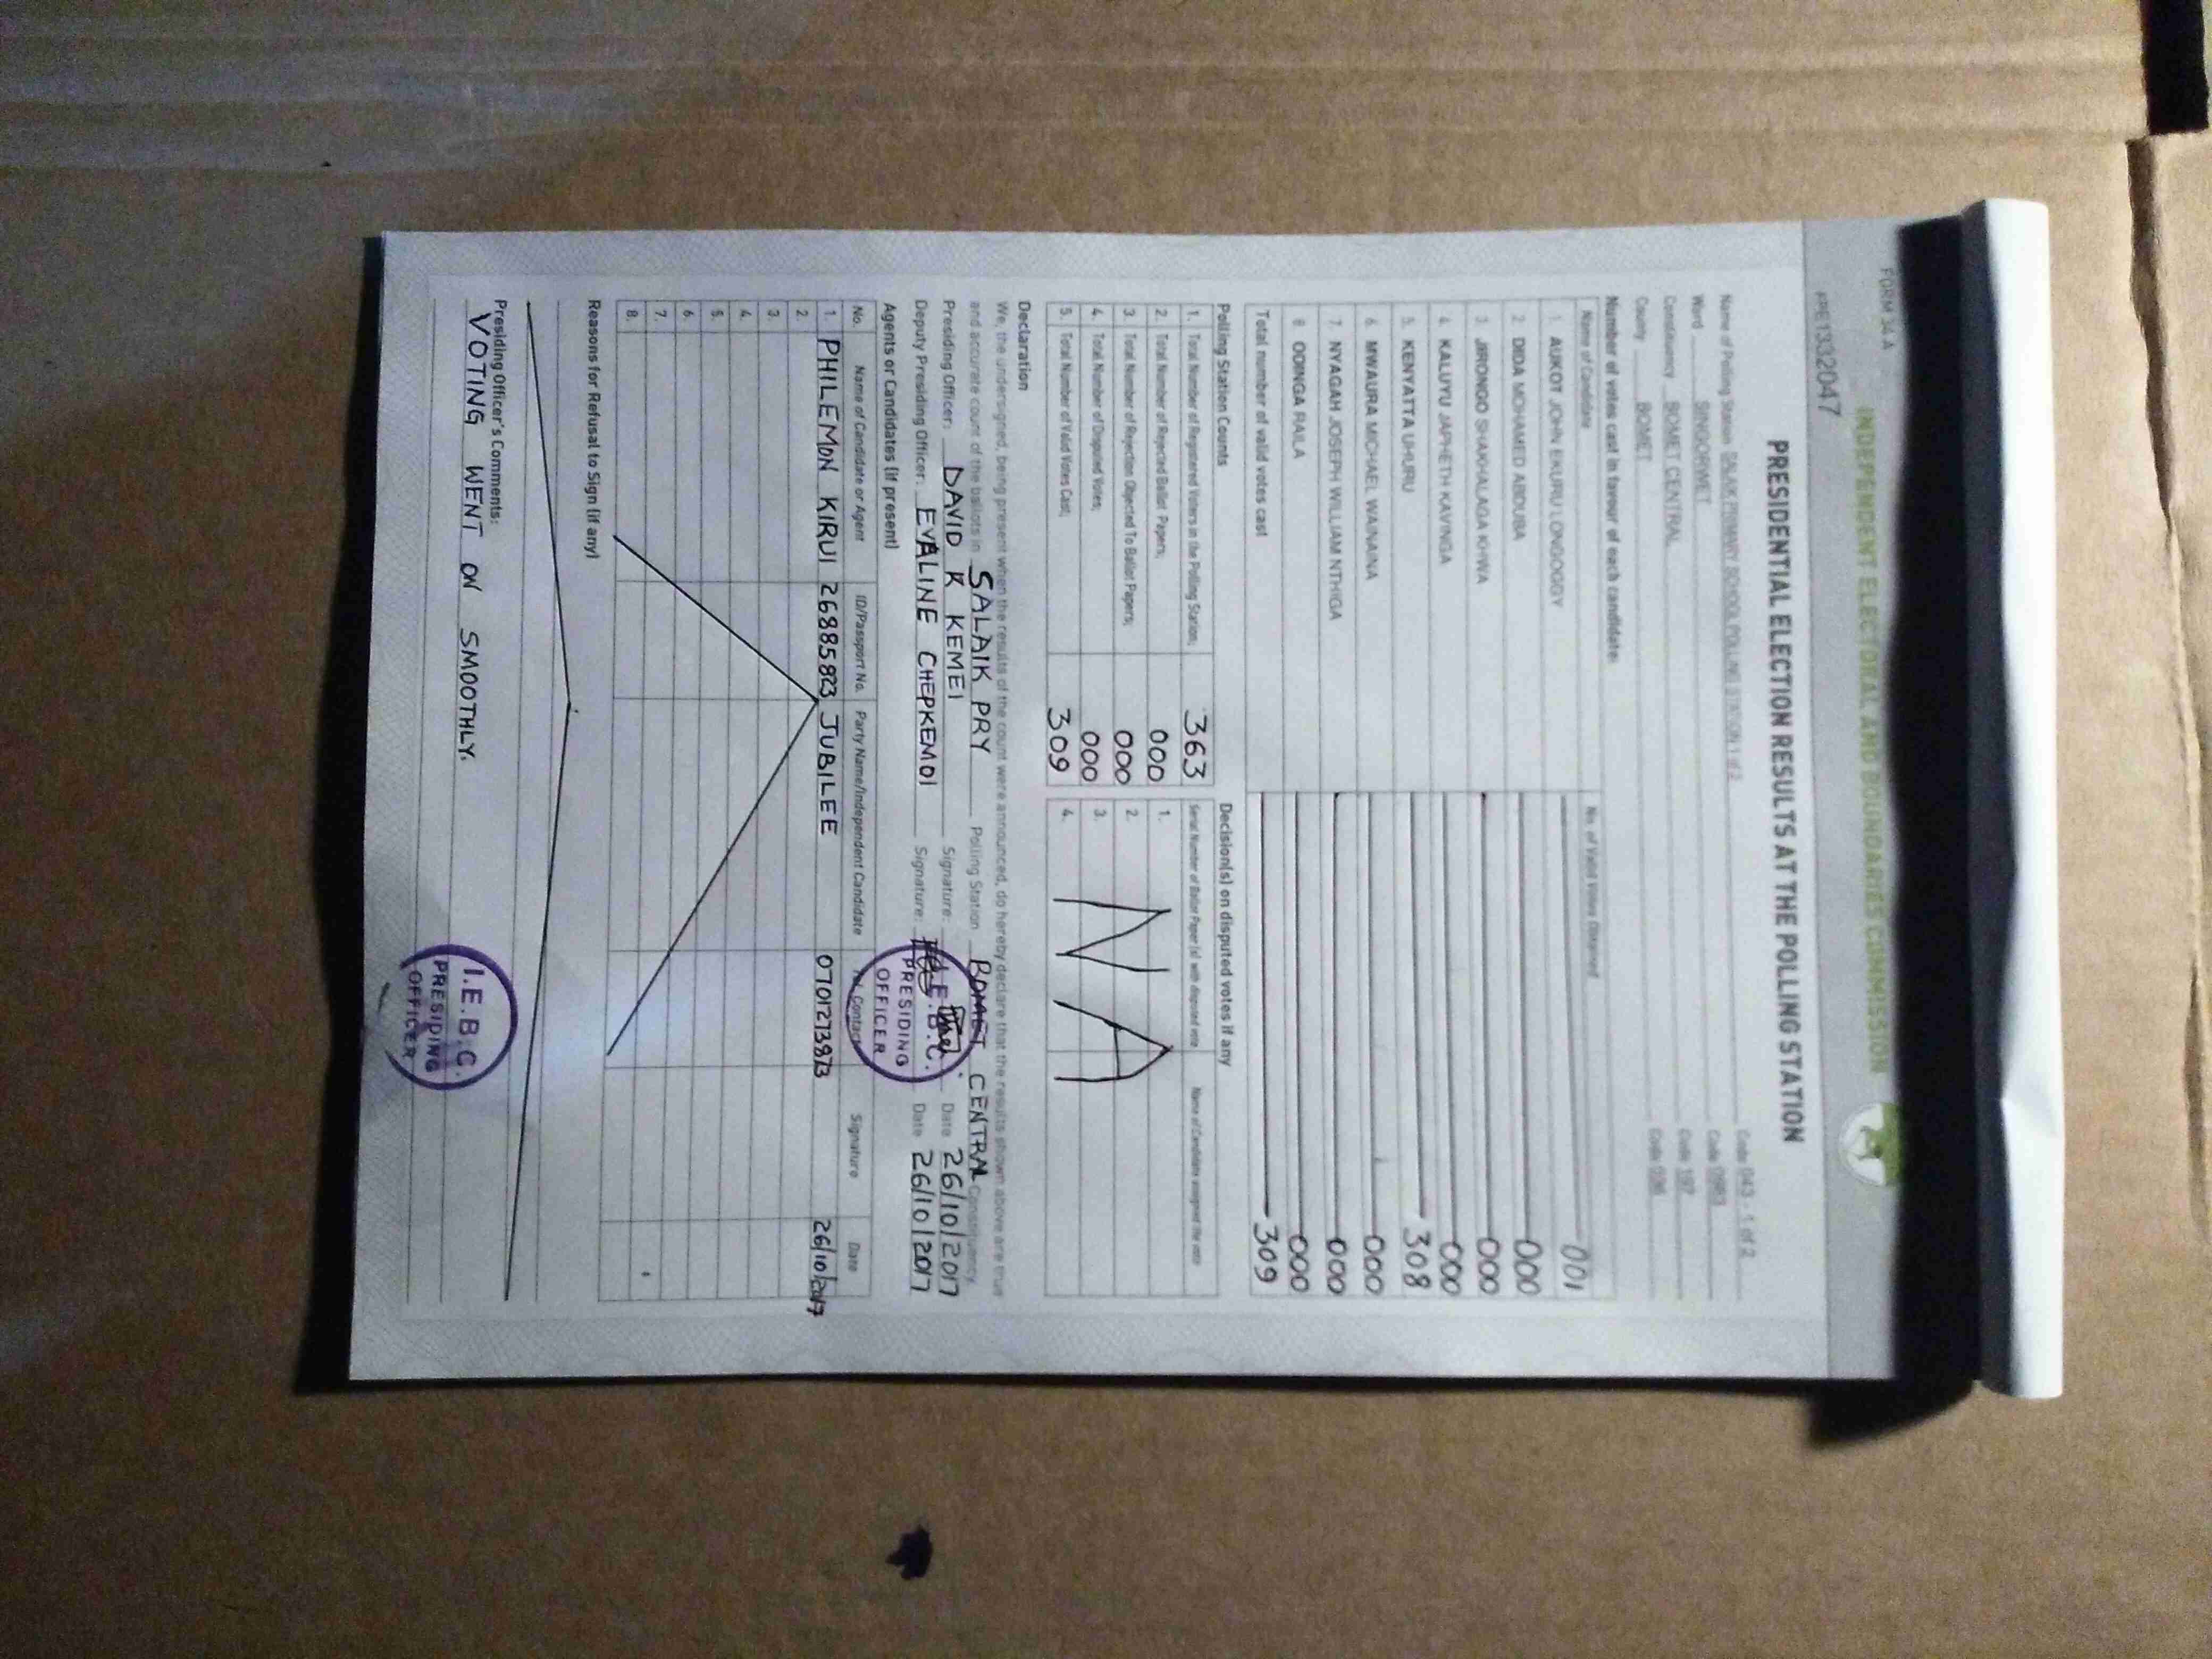 FORM 34 A
INDEPENDENT ELECTORAL AND BOUNDARIES COMMISSION
PRE1332047
PRESIDENTIAL ELECTION RESULTS AT THE POLLING STATION
Name of Polling Station SALAIK PRIMARY SCHOOL POLLING STATION 1 of 2 Code 043 - 1 of 2
Ward SINGORWET Code 0983
Constituency BOMET CENTRAL Code 197
County BOMET Code 036
Number of votes cast in favour of each candidate:
Name of Candidate No. of Valid Votes Obtained
1. AUKOT JOHN EKURU LONGOGGY 001
2. DIDA MOHAMED ABDUBA 000
3. JIRONGO SHAKHALAGA KHWA 000
4. KALUYU JAPHETH KAVINGA 000
5. KENYATTA UHURU 308
6. MWAURA MICHAEL WAINAINA 000
7. NYAGAH JOSEPH WILLIAM NTHIGA 000
8. ODINGA RAILA 000
Total number of valid votes cast 309
Polling Station Counts
1. Total Number of Registered Voters in the Polling Station; 363
2. Total Number of Rejected Ballot Papers; 000
3. Total Number of Rejection Objected To Ballot Papers; 000
4. Total Number of Disputed Votes; 000
5. Total Number of Valid Votes Cast; 309
Decision(s) on disputed votes if any
Serial Number of Ballot Paper (s) with disputed vote Name of Candidate assigned the vote
1.
2.
3.
4.
N A
Declaration
We, the undersigned, being present when the results of the count were announced, do hereby declare that the results shown above are true
and accurate count of the ballots in SALAIK PRY Polling Station BOMET CENTRAL Constituency.
Presiding Officer: DAVID K KEMEI Signature: Date 26/10/2017
Deputy Presiding Officer: EVALINE CHEPKEMOI Signature: Date 26/10/2017
I.E.B.C.
PRESIDING
OFFICER
Agents or Candidates (if present)
No. Name of Candidate or Agent ID/Passport No. Party Name/Independent Candidate Tel. Contact Signature Date
1. PHILEMON KIRUI 26885823 JUBILEE 0701273873 26/10/2017
2.
3.
4.
5.
6.
7.
8.
Reasons for Refusal to Sign (if any)
Presiding Officer's Comments:
VOTING WENT ON SMOOTHLY.
I.E.B.C.
PRESIDING
OFFICER